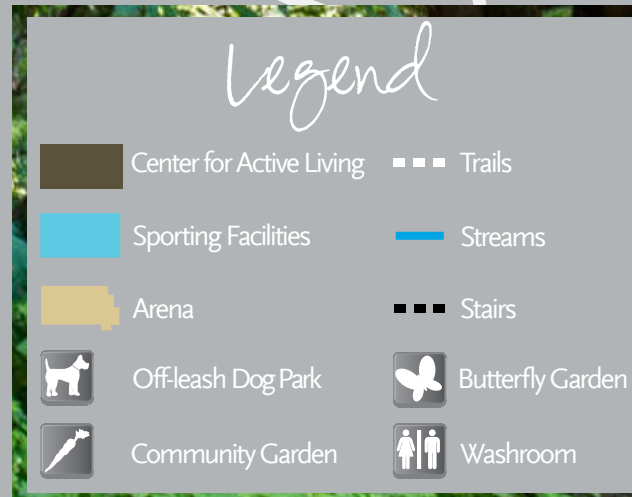 Legend
Center for Active Living
Trails
Sporting Facilities
Streams
Arena
Stairs
Off-leash Dog Park
Butterfly Garden
Community Garden
Washroom